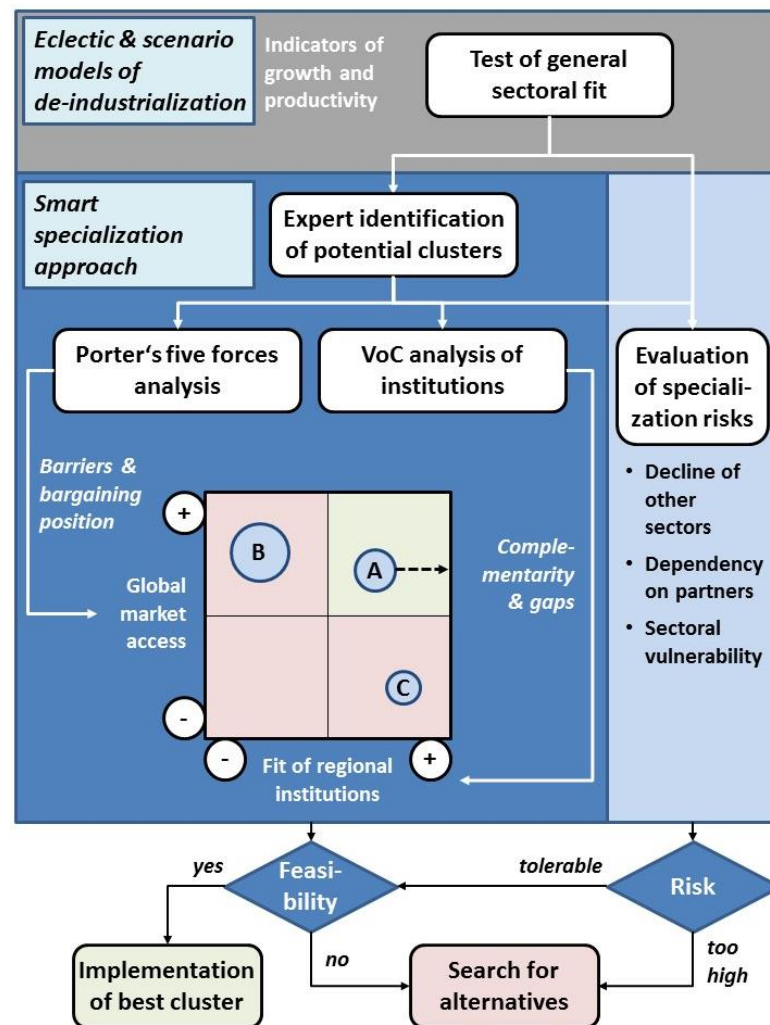 Eclectic & scenario
models of
de-industrialization
Indicators of
growth and
productivity
Test of general
sectoral fit
Smart
specialization
approach
Expert identification
of potential clusters
Porter‘s five forces
analysis
VoC analysis of
institutions
Evaluation
of speciali-
zation risks
Barriers &
bargaining
position
+
B
A
Comple-
mentarity
& gaps
• Decline of
other
sectors
• Dependency
on partners
• Sectoral
vulnerability
Global
market
access
C
-
-
Fit of regional
institutions
+
yes
Feasi-
bility
tolerable
Risk
no
too
high
Implementation
of best cluster
Search for
alternatives